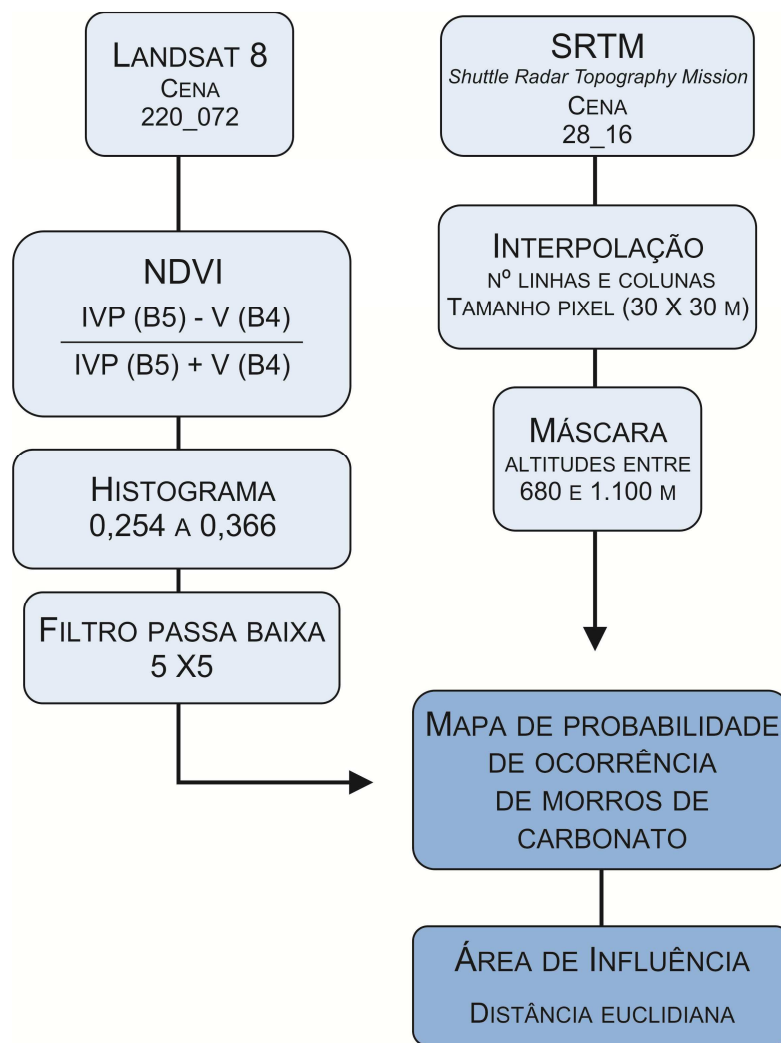 LANDSAT 8
CENA
220_072
NDVI
IVP (B5) - V (B4)
IVP (B5) + V (B4)
HISTOGRAMA
0,254 A 0,366
FILTRO PASSA BAIXA
5 X5
SRTM
Shuttle Radar Topography Mission
CENA
28_16
INTERPOLAÇÃO
Nº LINHAS E COLUNAS
TAMANHO PIXEL (30 X 30 M)
MÁSCARA
ALTITUDES ENTRE
680 E 1.100 M
MAPA DE PROBABILIDADE
DE OCORRÊNCIA
DE MORROS DE
CARBONATO
ÁREA DE INFLUÊNCIA
DISTÂNCIA EUCLIDIANA